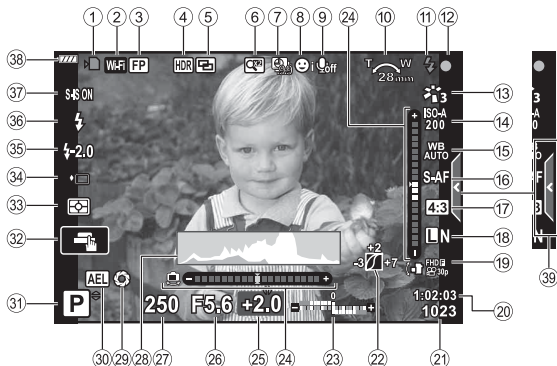 1 2 3 4 5 6 7 8 9 24 10 11 12
Wi-Fi FP HDR i off T W 28mm
38
37 S-IS ON
36
35 -2.0
34
33
32
31 P
3 13
ISO-A 200 14
WB AUTO 15
S-AF 16
4:3 17
L N 18
FHD F 30p 19
1:02:03 20
1023 21
39
AEL
+2
-3 +7
- +
250 F5.6 +2.0
0
30 29 28 27 26 25 24 23 22